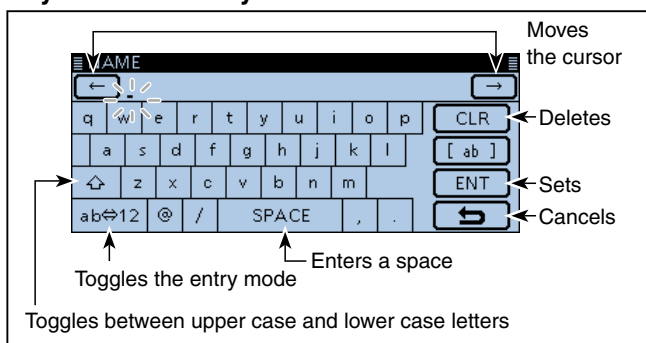 Moves
the cursor
NAME
← _ →
q w e r t y u i o p CLR
Deletes
a s d f g h j k l [ ab ]
⇧ z x c v b n m ENT
Sets
ab⇔12 @ / SPACE , . ⮌
Cancels
Enters a space
Toggles the entry mode
Toggles between upper case and lower case letters